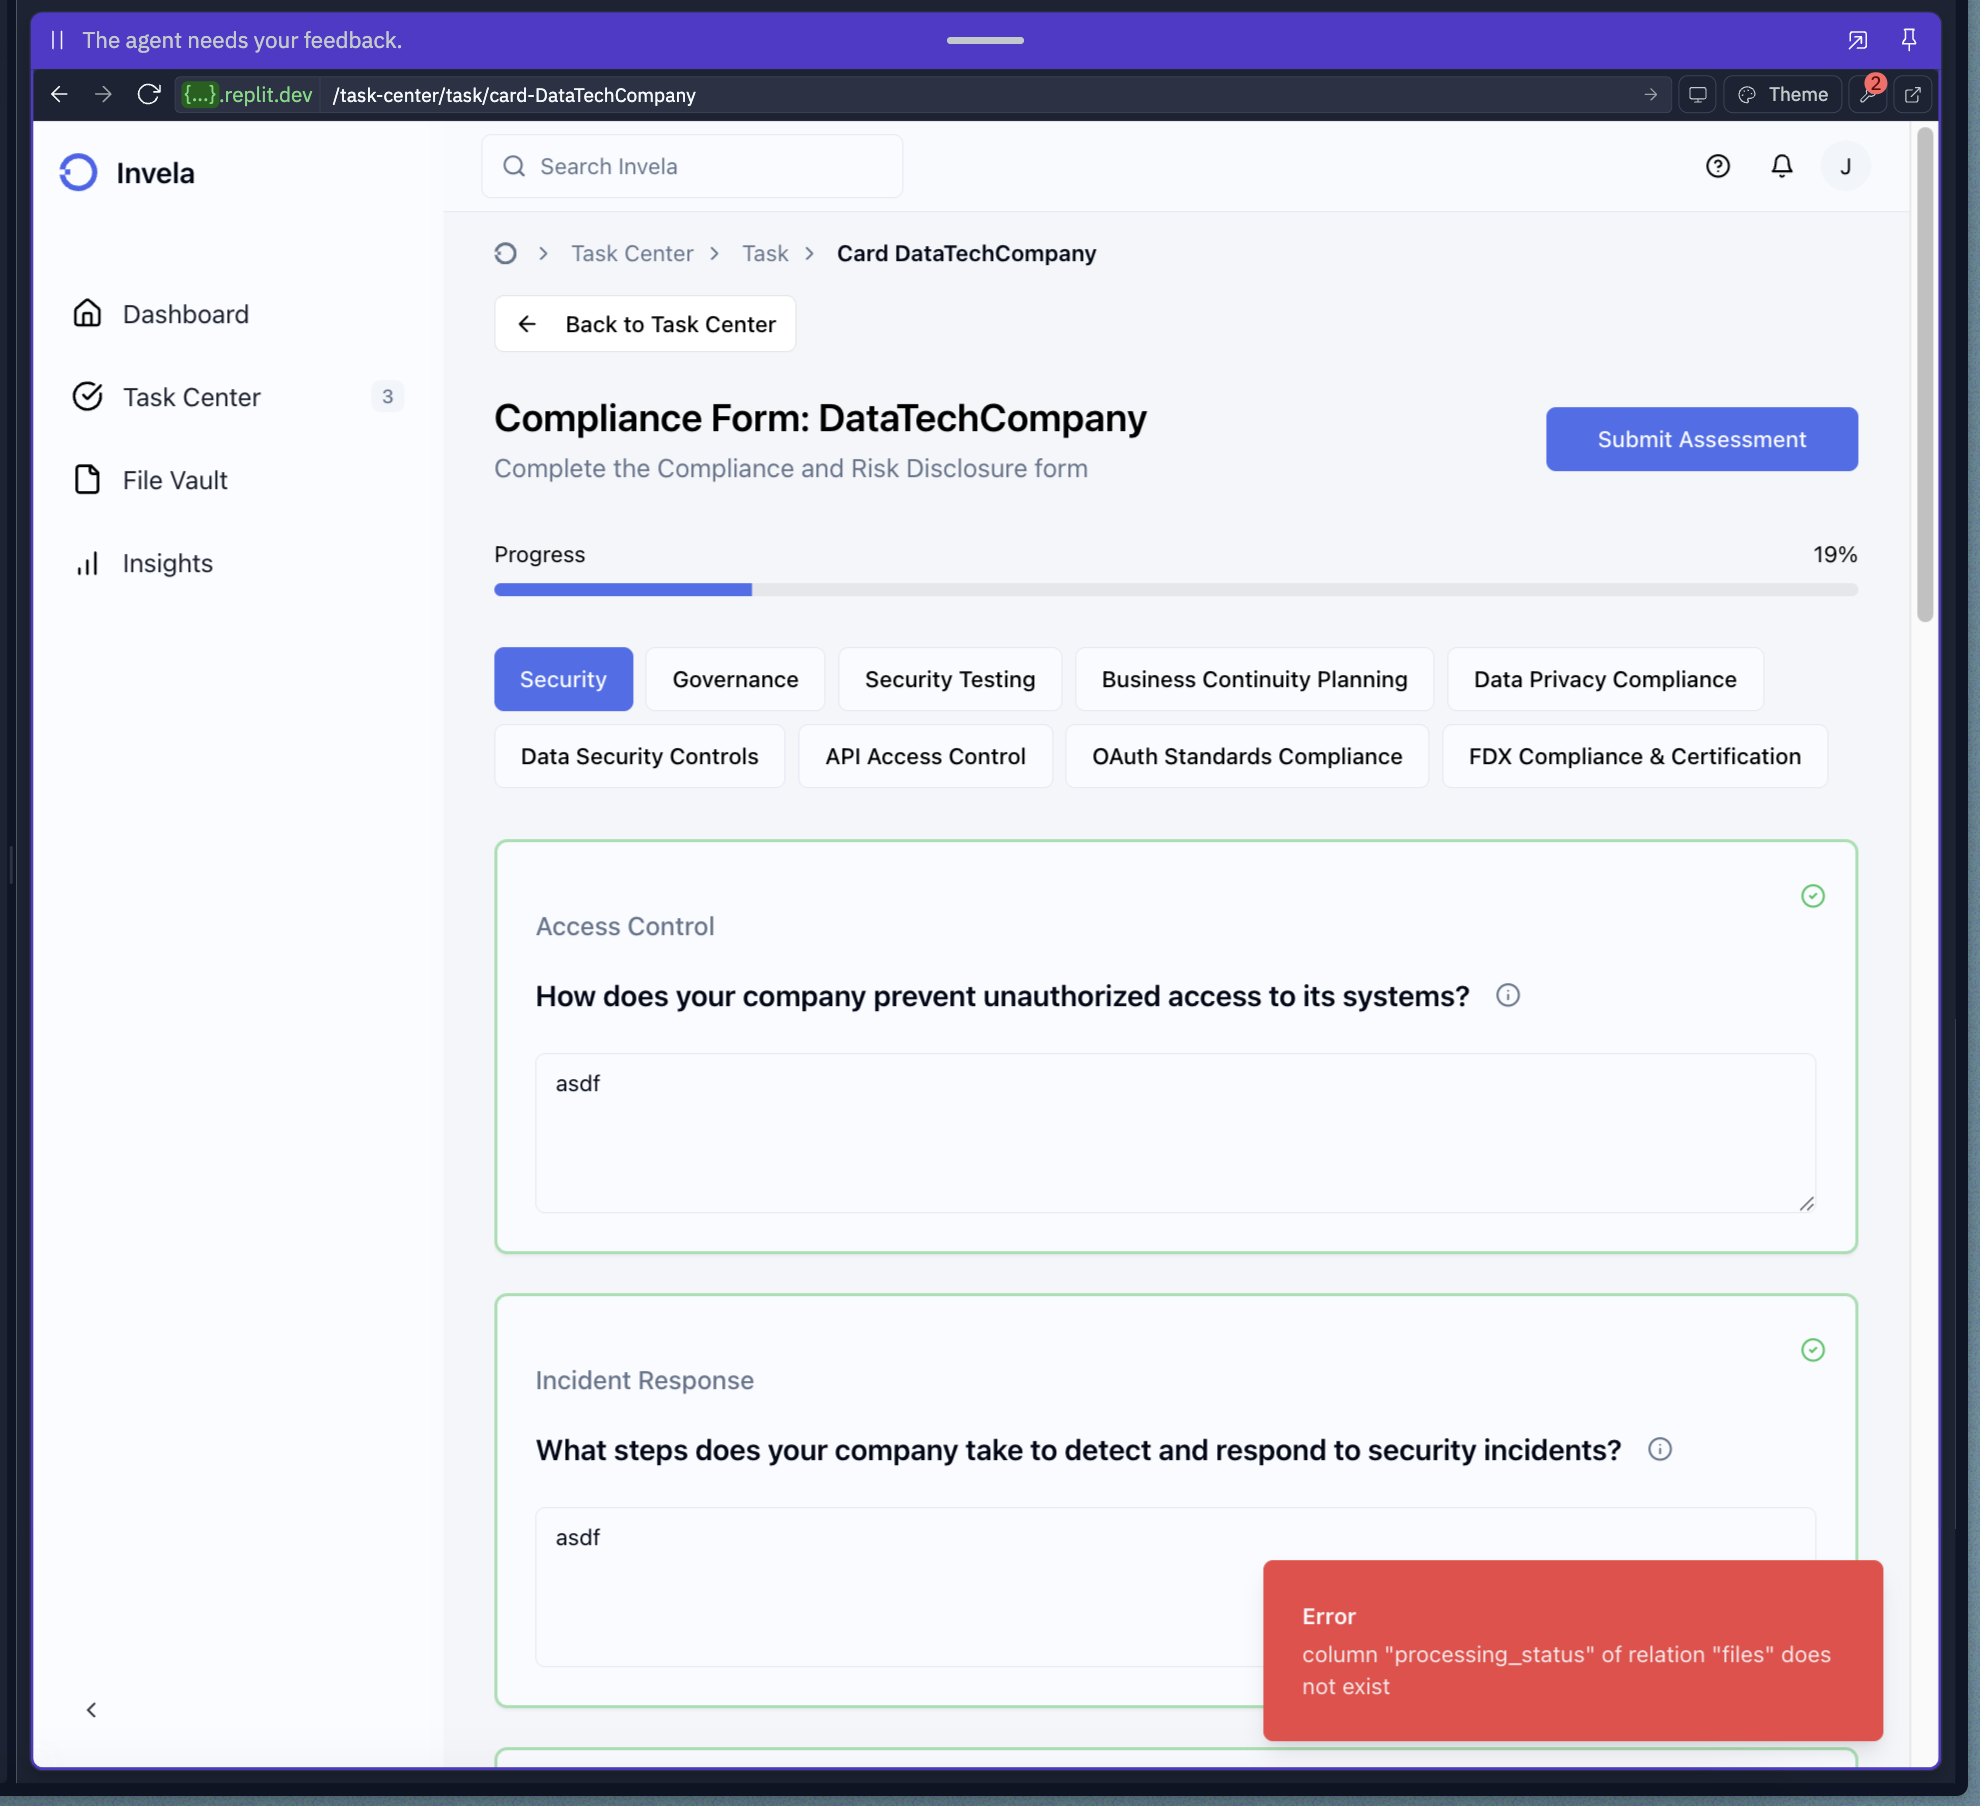 The agent needs your feedback.
{...}.replit.dev /task-center/task/card-DataTechCompany
Theme
2
Invela
Search Invela
J
Dashboard
Task Center 3
File Vault
Insights
Task Center > Task > Card DataTechCompany
Back to Task Center
Compliance Form: DataTechCompany
Complete the Compliance and Risk Disclosure form
Submit Assessment
Progress 19%
Security Governance Security Testing Business Continuity Planning Data Privacy Compliance
Data Security Controls API Access Control OAuth Standards Compliance FDX Compliance & Certification
Access Control
How does your company prevent unauthorized access to its systems?
asdf
Incident Response
What steps does your company take to detect and respond to security incidents?
asdf
Error
column "processing_status" of relation "files" does
not exist